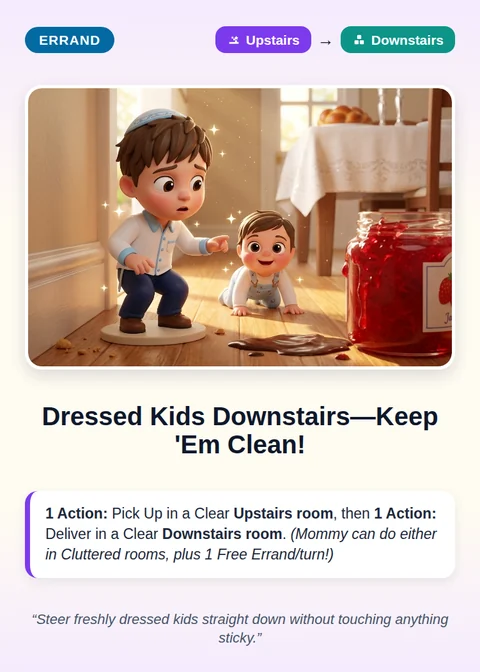 ERRAND
Upstairs → Downstairs
Dressed Kids Downstairs—Keep
'Em Clean!
1 Action: Pick Up in a Clear Upstairs room, then 1 Action:
Deliver in a Clear Downstairs room. (Mommy can do either
in Cluttered rooms, plus 1 Free Errand/turn!)
“Steer freshly dressed kids straight down without touching anything
sticky.”